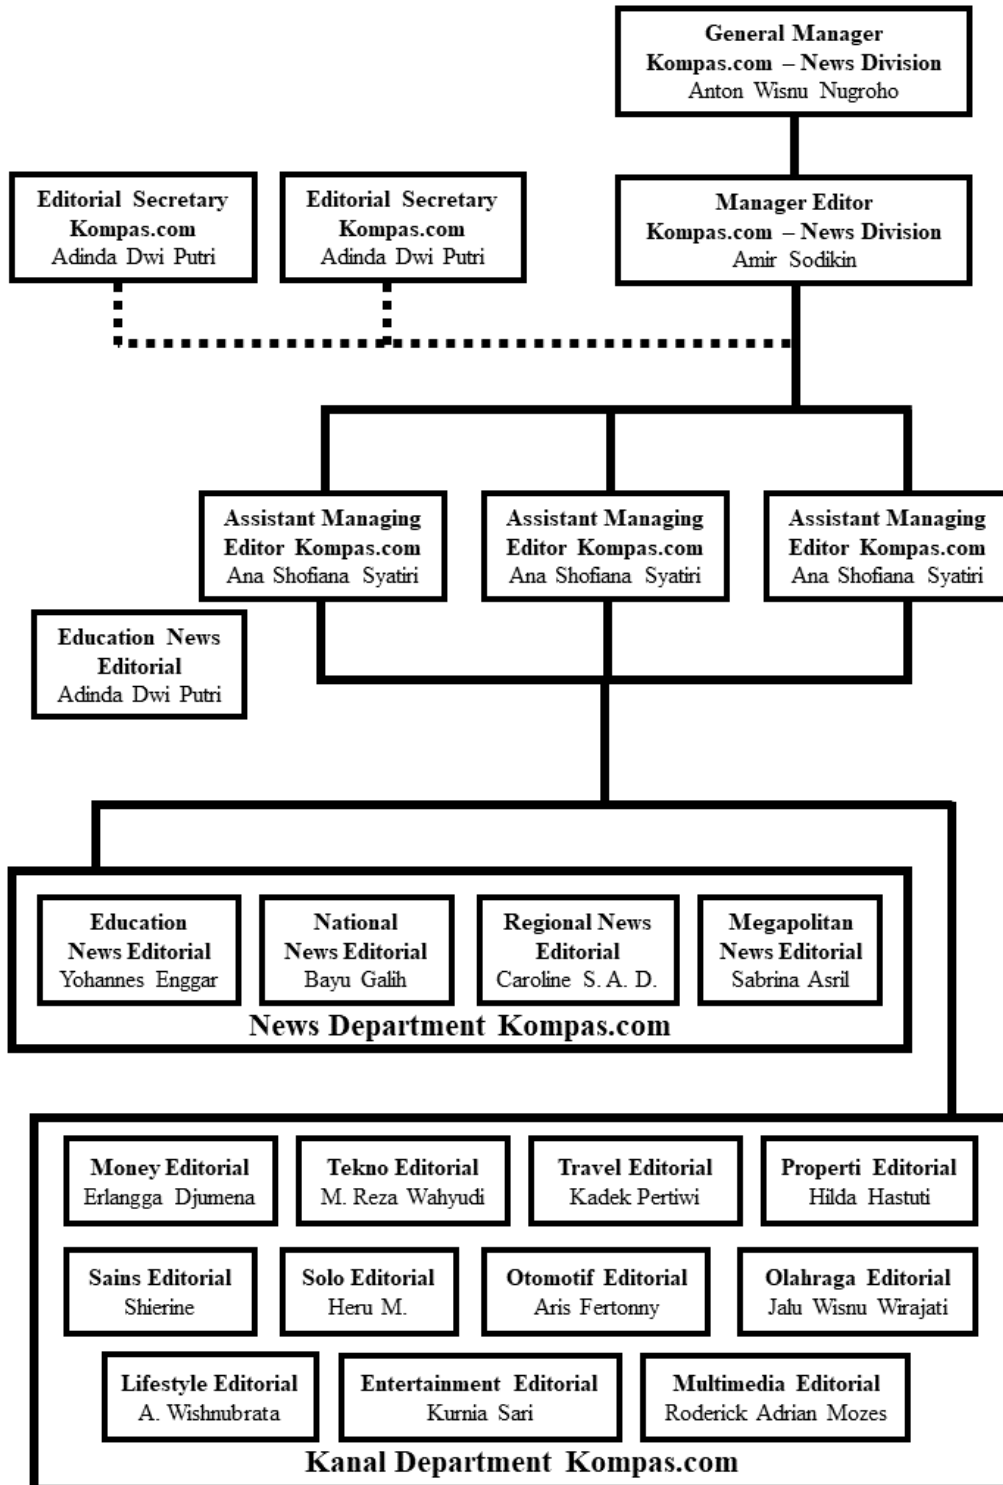 General Manager
Kompas.com – News Division
Anton Wisnu Nugroho
Editorial Secretary
Kompas.com
Adinda Dwi Putri
Editorial Secretary
Kompas.com
Adinda Dwi Putri
Manager Editor
Kompas.com – News Division
Amir Sodikin
Assistant Managing
Editor Kompas.com
Ana Shofiana Syatiri
Assistant Managing
Editor Kompas.com
Ana Shofiana Syatiri
Assistant Managing
Editor Kompas.com
Ana Shofiana Syatiri
Education News
Editorial
Adinda Dwi Putri
Education
News Editorial
Yohannes Enggar
National
News Editorial
Bayu Galih
Regional News
Editorial
Caroline S. A. D.
Megapolitan
News Editorial
Sabrina Asril
News Department Kompas.com
Money Editorial
Erlangga Djumena
Tekno Editorial
M. Reza Wahyudi
Travel Editorial
Kadek Pertiwi
Properti Editorial
Hilda Hastuti
Sains Editorial
Shierine
Solo Editorial
Heru M.
Otomotif Editorial
Aris Fertonny
Olahraga Editorial
Jalu Wisnu Wirajati
Lifestyle Editorial
A. Wishnubrata
Entertainment Editorial
Kurnia Sari
Multimedia Editorial
Roderick Adrian Mozes
Kanal Department Kompas.com